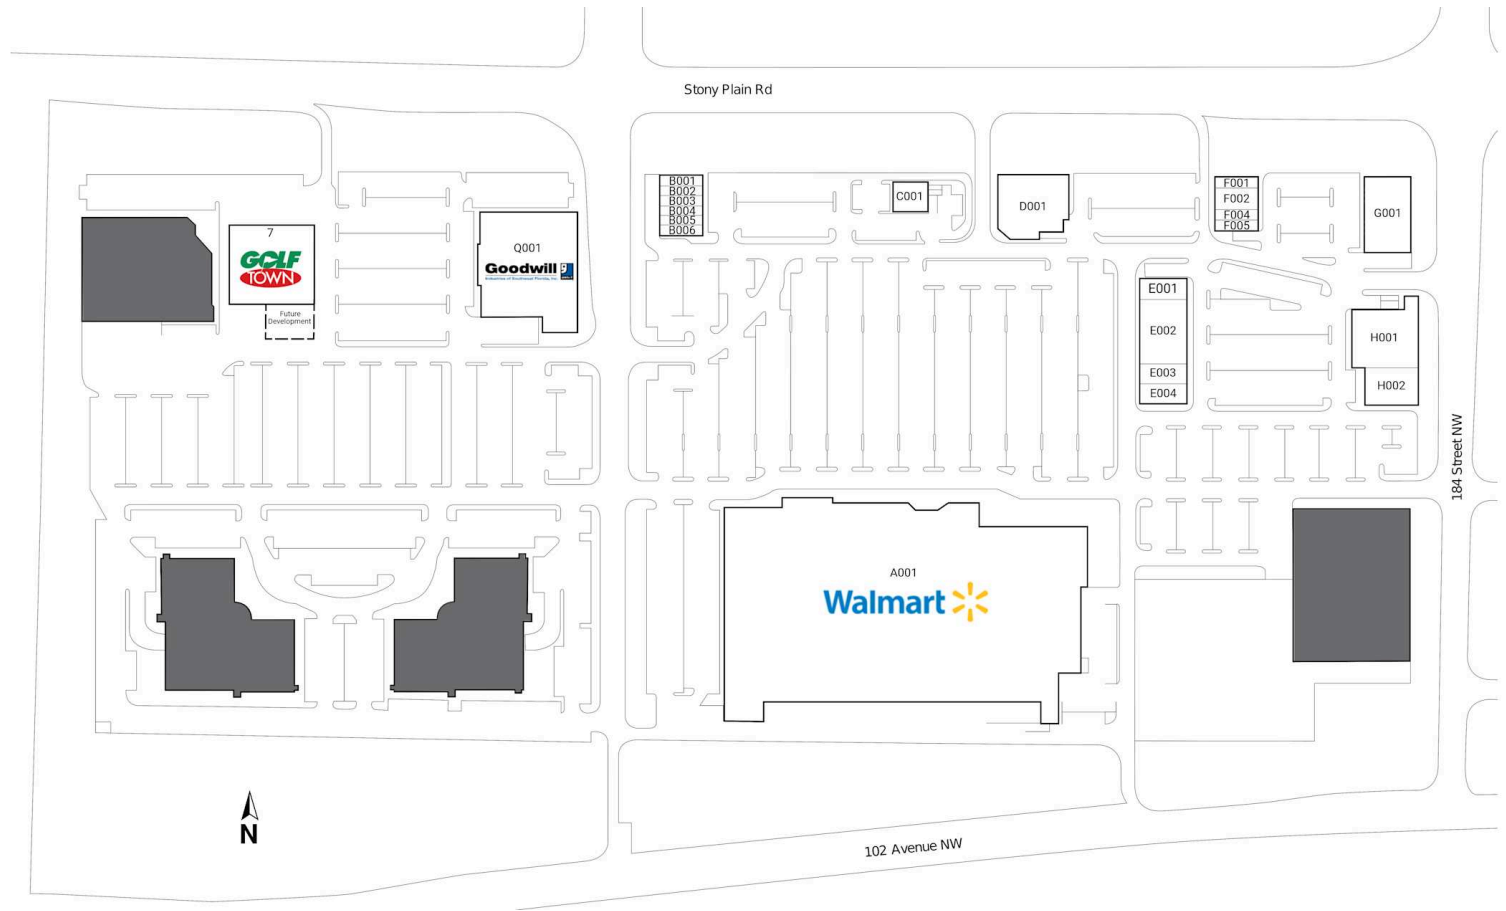 Stony Plain Rd
B001
B002
B003
B004
B005
B006
C001
D001
F001
F002
F004
F005
G001
7
GOLF
TOWN
Future
Development
Q001
Goodwill
E001
E002
E003
E004
H001
H002
184 Street NW
A001
Walmart
N
102 Avenue NW